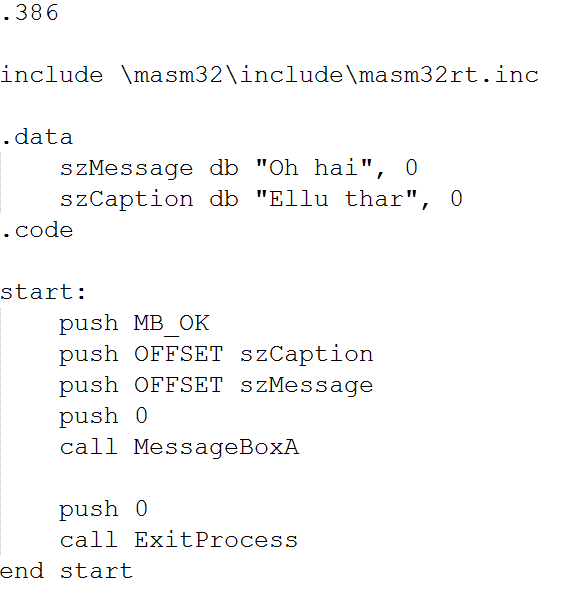 .386
include \masm32\include\masm32rt.inc
.data
szMessage db "Oh hai", 0
szCaption db "Ellu thar", 0
.code
start:
push MB_OK
push OFFSET szCaption
push OFFSET szMessage
push 0
call MessageBoxA
push 0
call ExitProcess
end start